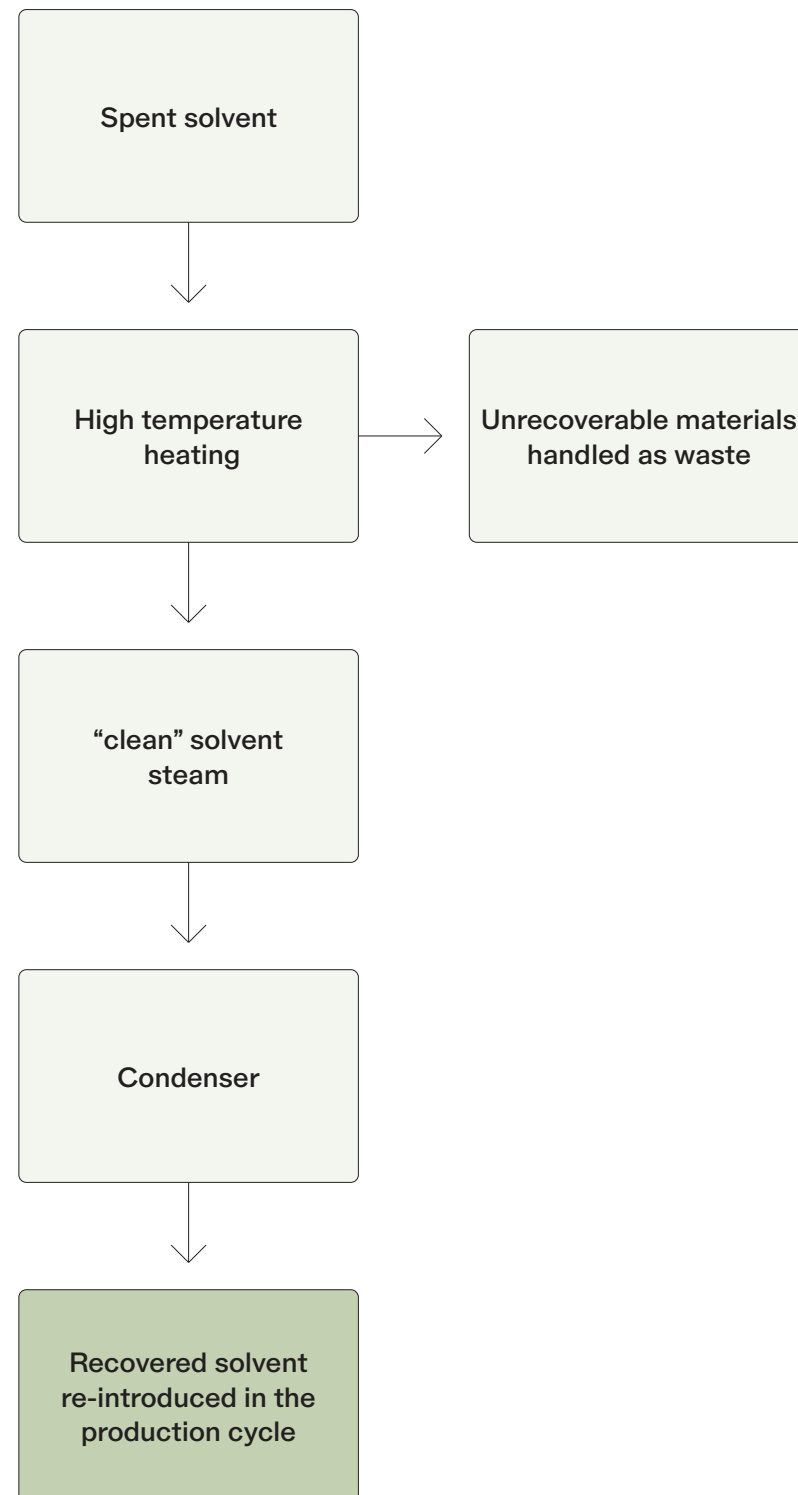 Spent solvent
High temperature
heating
Unrecoverable materials
handled as waste
“clean” solvent
steam
Condenser
Recovered solvent
re-introduced in the
production cycle